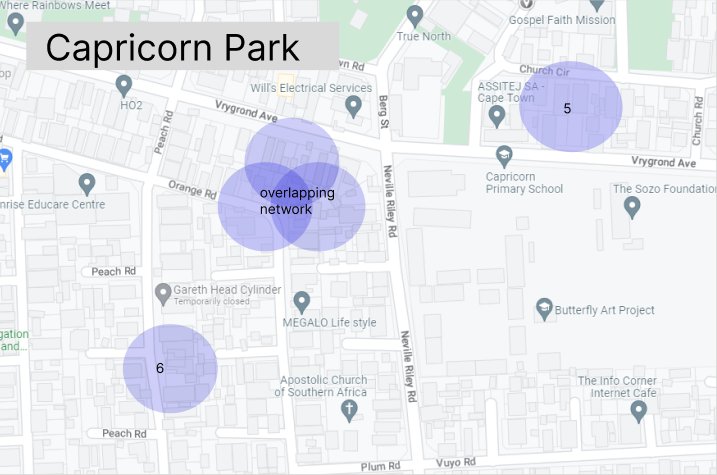 Where Rainbows Meet
Capricorn Park
True North
Gospel Faith Mission
wn Rd
op
HO2
Will's Electrical Services
Vrygrond Ave
Berg St
Church Cir
ASSITEJ SA -
Cape Town
5
Church Rd
Peach Rd
Vrygrond Ave
Capricorn
Primary School
Orange Rd
overlapping
network
Neville Riley Rd
The Sozo Foundatio
nrise Educare Centre
Peach Rd
Gareth Head Cylinder
Temporarily closed
MEGALO Life style
Butterfly Art Project
gation
and...
6
Neville Riley Rd
Apostolic Church
of Southern Africa
The Info Corner
Internet Cafe
Peach Rd
Plum Rd
Vuyo Rd